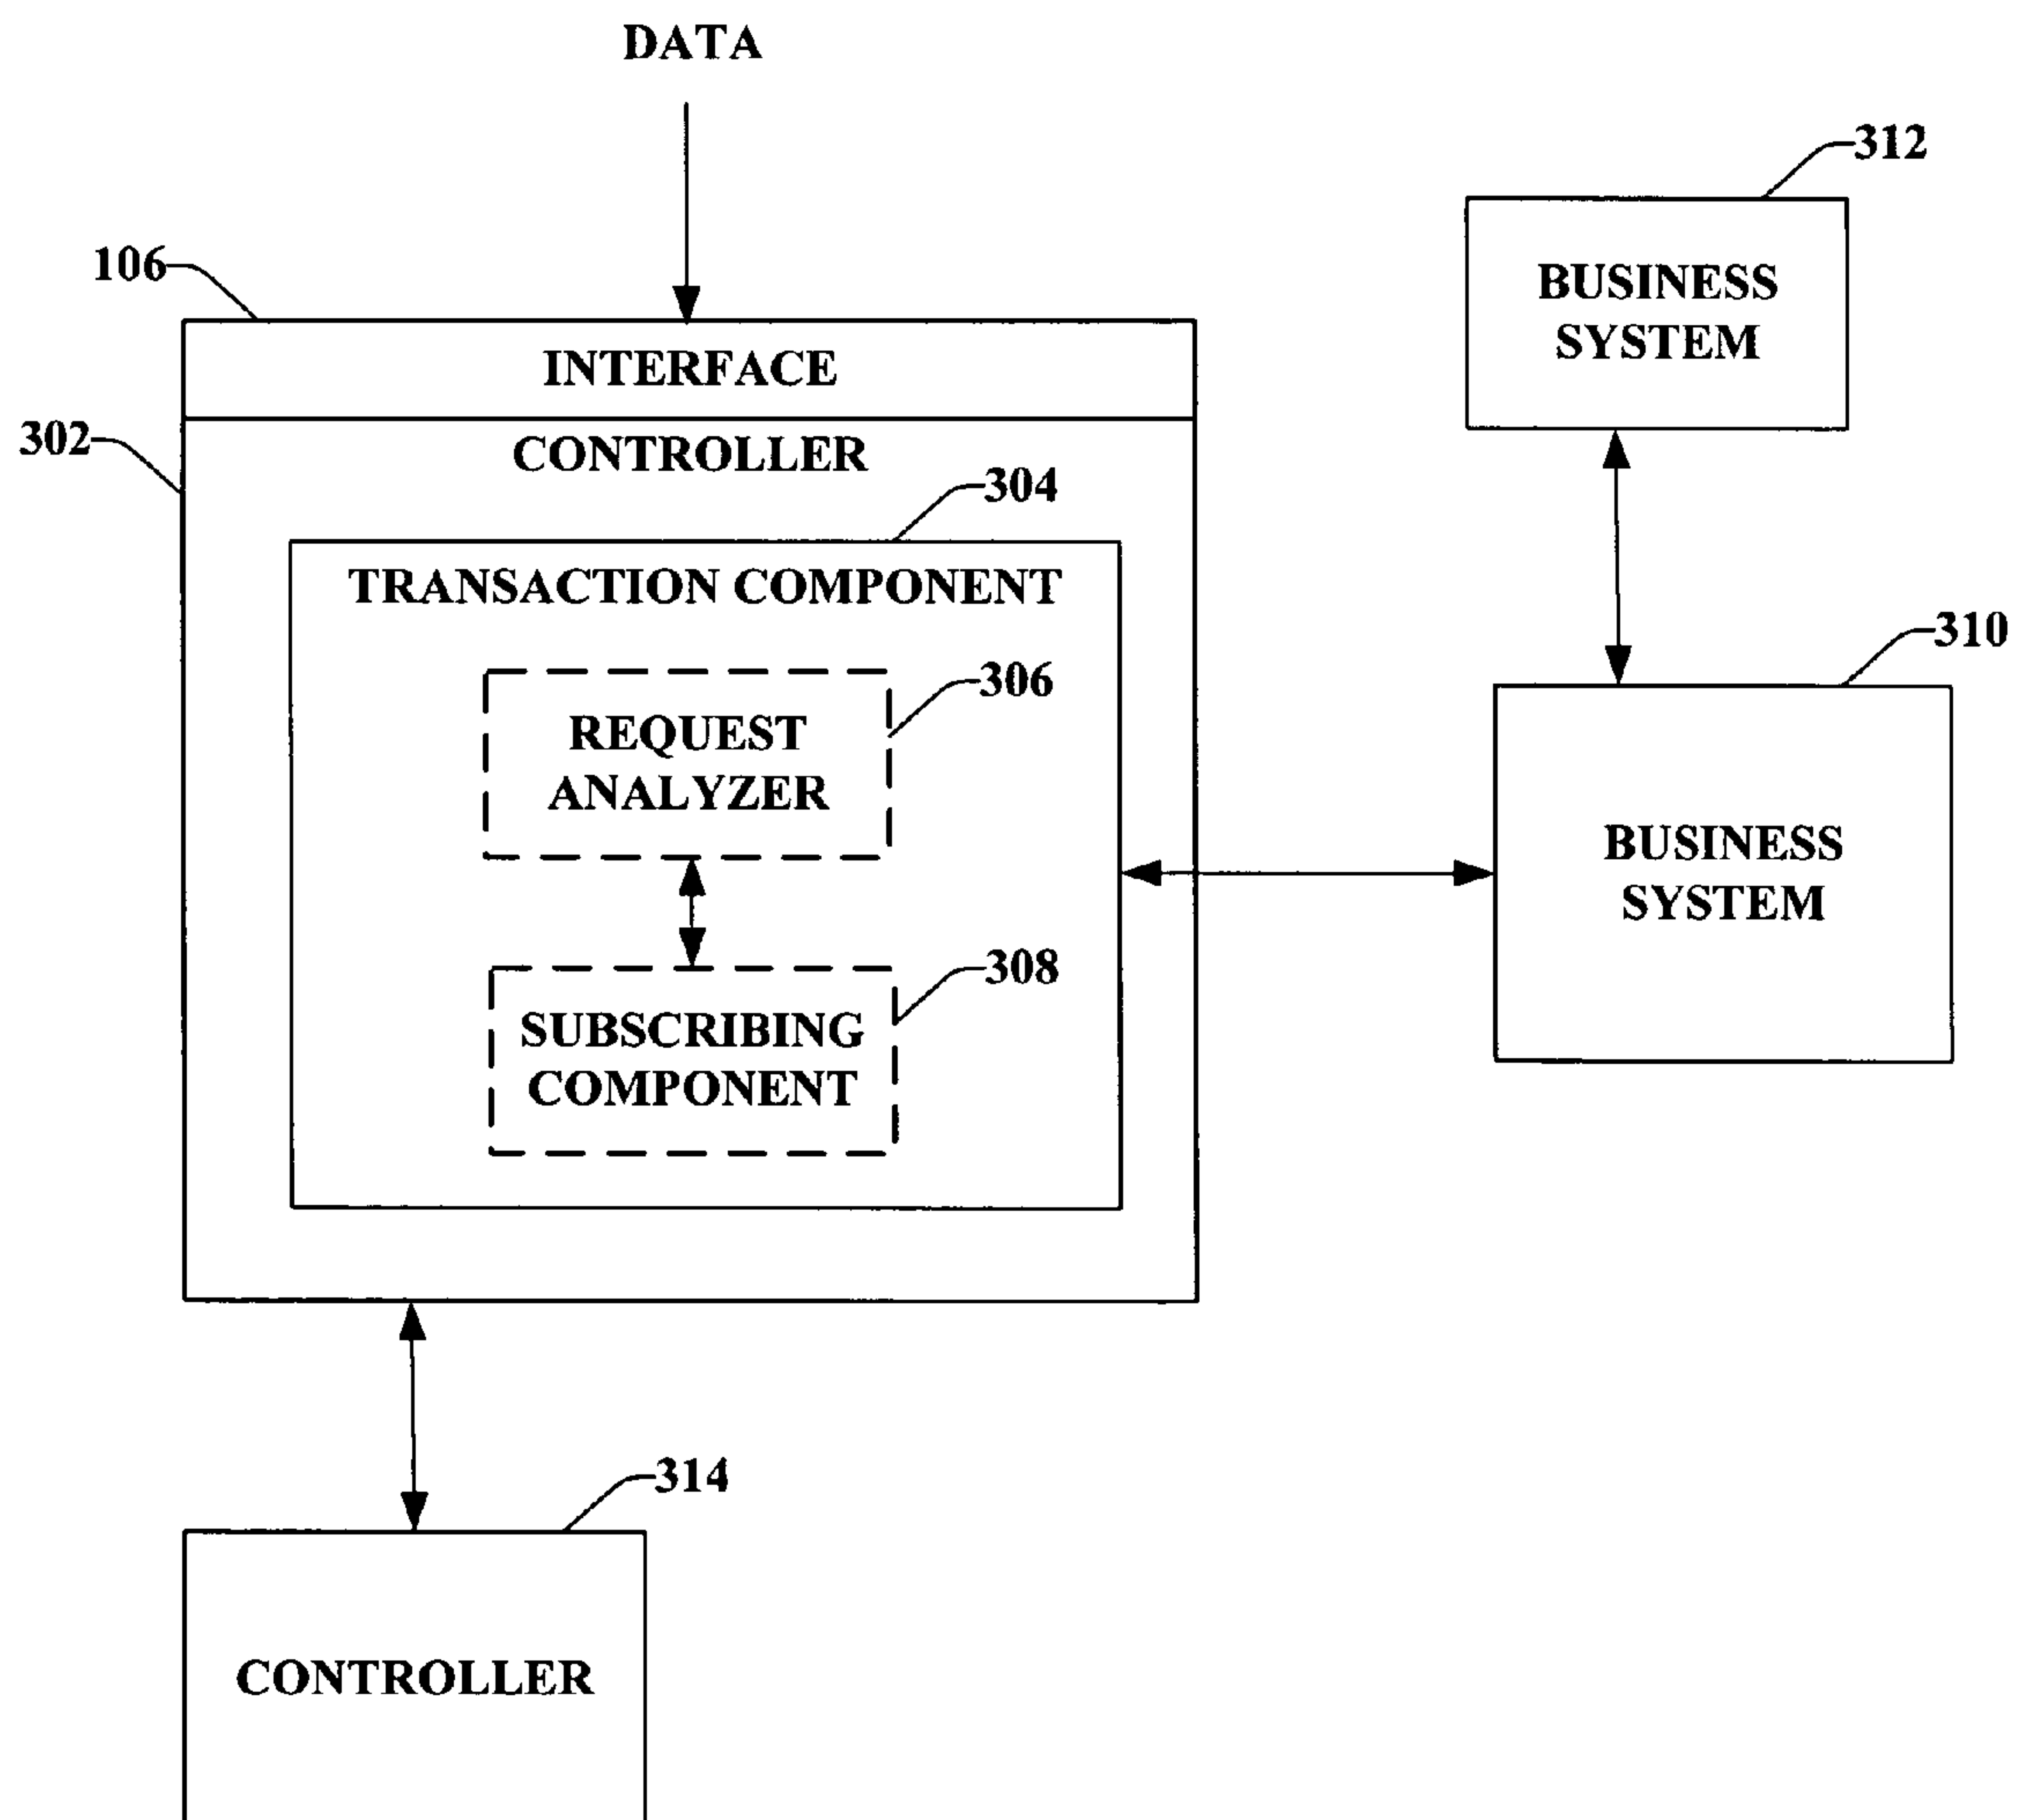 DATA
312
BUSINESS
SYSTEM
106
INTERFACE
302
CONTROLLER
304
TRANSACTION COMPONENT
310
306
REQUEST
ANALYZER
BUSINESS
SYSTEM
308
SUBSCRIBING
COMPONENT
314
CONTROLLER